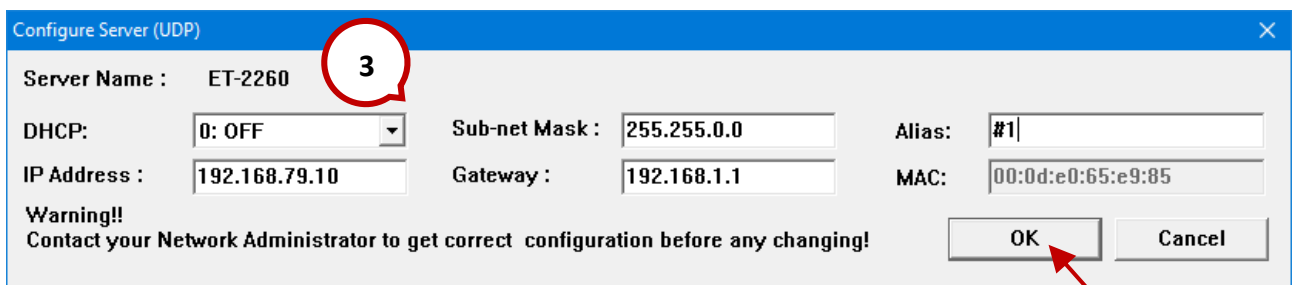 Configure Server (UDP)
3
Server Name : ET-2260
DHCP: 0: OFF Sub-net Mask : 255.255.0.0 Alias: #1
IP Address : 192.168.79.10 Gateway : 192.168.1.1 MAC: 00:0d:e0:65:e9:85
Warning!!
Contact your Network Administrator to get correct configuration before any changing!
OK Cancel